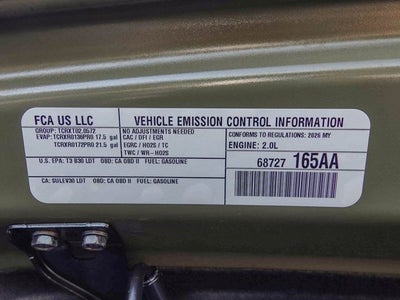 FCA US LLC
VEHICLE EMISSION CONTROL INFORMATION
GROUP: TCRXT02.0572
EVAP: TCRXR0136PR0 17.5 gal
TCRXR0172PR0 21.5 gal
NO ADJUSTMENTS NEEDED
CAC / DFI / EGR
EGRC / HO2S / TC
TWC / WR-HO2S
CONFORMS TO REGULATIONS: 2026 MY
ENGINE: 2.0L
68727 165AA
U.S. EPA: T3 B30 LDT OBD: CA OBD II FUEL: GASOLINE
CA: SULEV30 LDT OBD: CA OBD II FUEL: GASOLINE